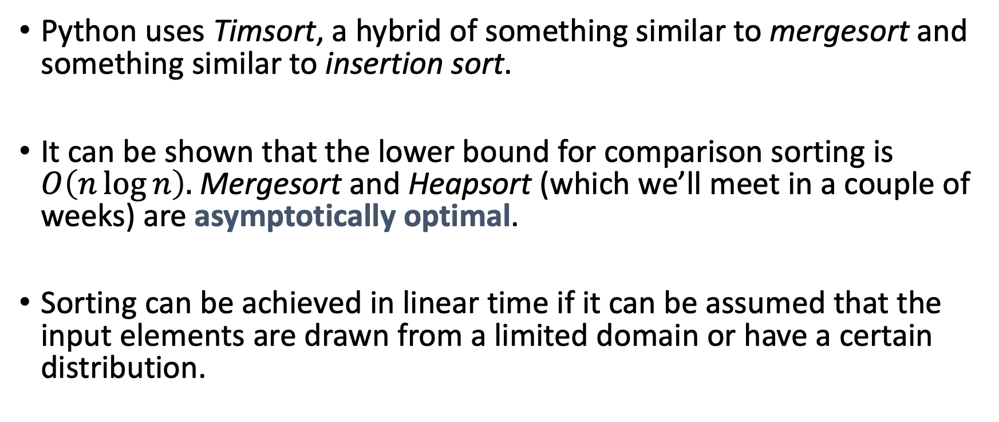 • Python uses Timsort, a hybrid of something similar to mergesort and
something similar to insertion sort.
• It can be shown that the lower bound for comparison sorting is
O(n log n). Mergesort and Heapsort (which we’ll meet in a couple of
weeks) are asymptotically optimal.
• Sorting can be achieved in linear time if it can be assumed that the
input elements are drawn from a limited domain or have a certain
distribution.